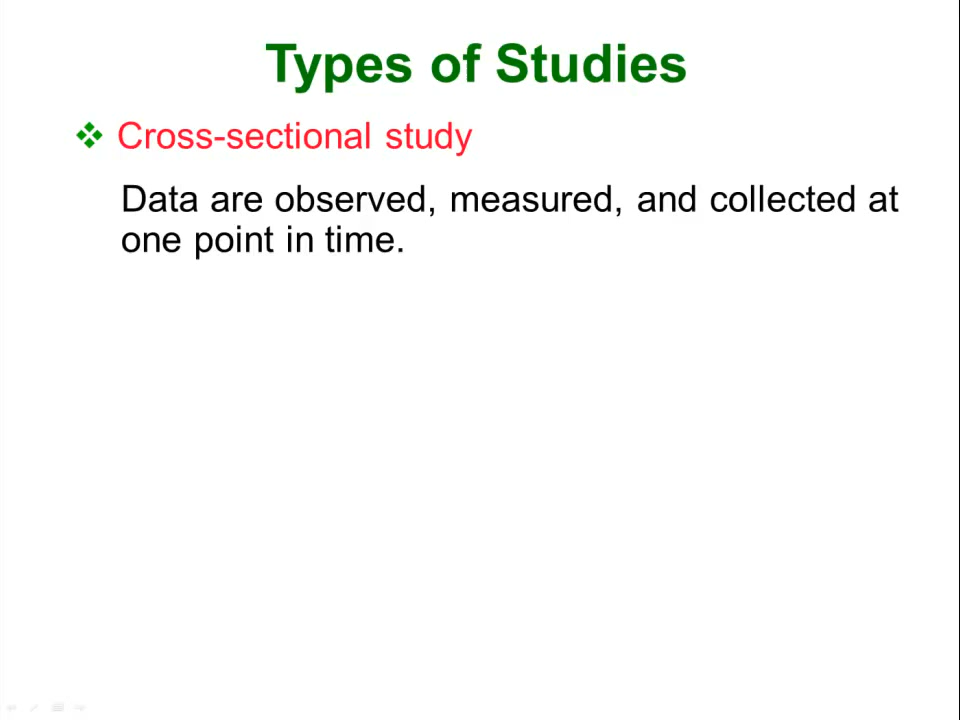 Types of Studies
Cross-sectional study
Data are observed, measured, and collected at
one point in time.